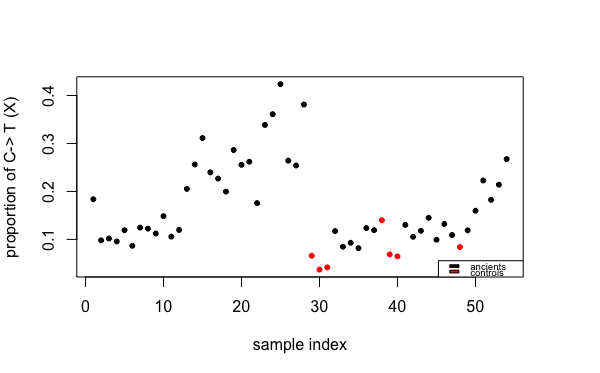 proportion of C-> T (X)
0.4
0.3
0.2
0.1
ancients
controls
0 10 20 30 40 50
sample index